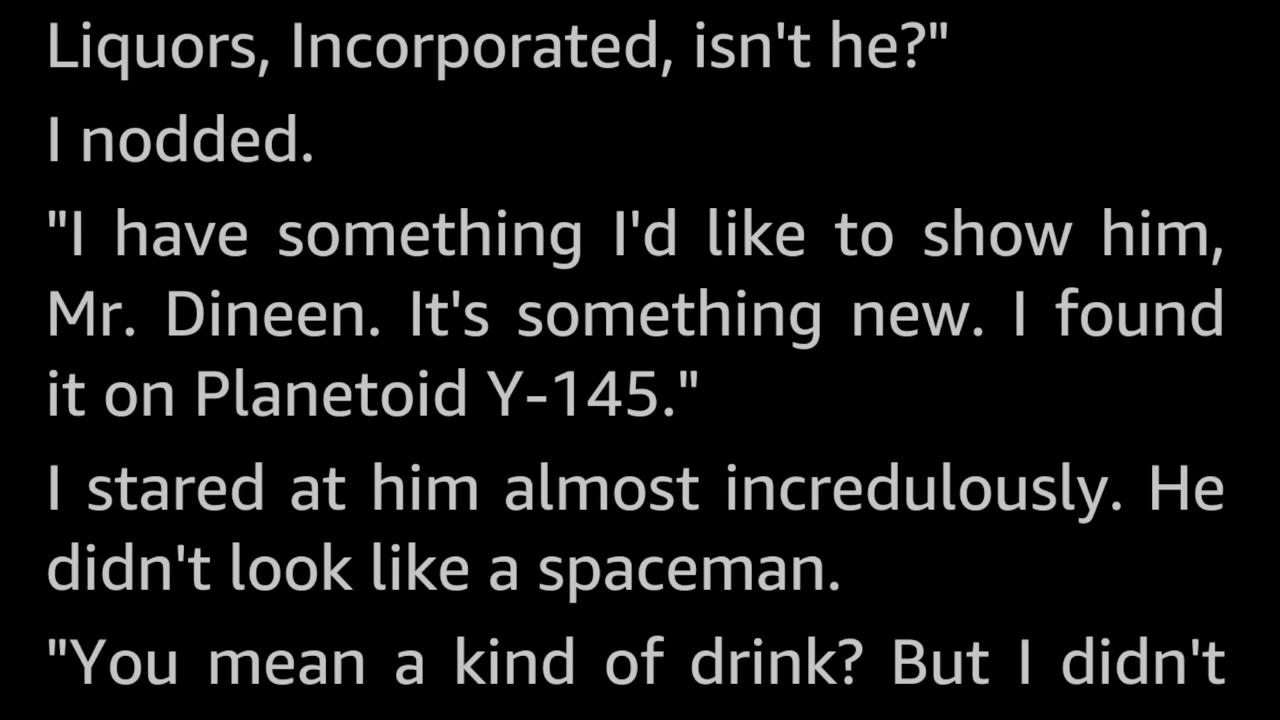 Liquors, Incorporated, isn't he?"
I nodded.
"I have something I'd like to show him,
Mr. Dineen. It's something new. I found
it on Planetoid Y-145."
I stared at him almost incredulously. He
didn't look like a spaceman.
"You mean a kind of drink? But I didn't